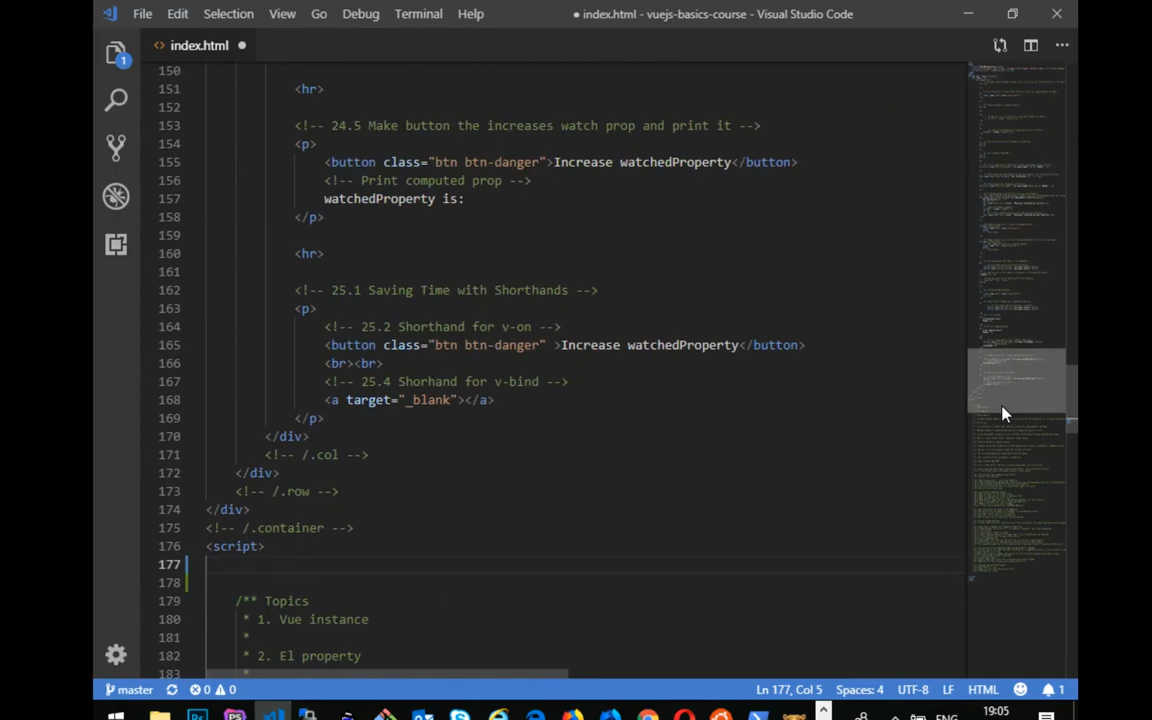 File Edit Selection View Go Debug Terminal Help
● index.html - vuejs-basics-course - Visual Studio Code
<> index.html ●
1
150
151 <hr>
152
153 <!-- 24.5 Make button the increases watch prop and print it -->
154 <p>
155 <button class="btn btn-danger">Increase watchedProperty</button>
156 <!-- Print computed prop -->
157 watchedProperty is:
158 </p>
159
160 <hr>
161
162 <!-- 25.1 Saving Time with Shorthands -->
163 <p>
164 <!-- 25.2 Shorthand for v-on -->
165 <button class="btn btn-danger" >Increase watchedProperty</button>
166 <br><br>
167 <!-- 25.4 Shorhand for v-bind -->
168 <a target="_blank"></a>
169 </p>
170 </div>
171 <!-- /.col -->
172 </div>
173 <!-- /.row -->
174 </div>
175 <!-- /.container -->
176 <script>
177
178
179 /** Topics
180 * 1. Vue instance
181 *
182 * 2. El property
183 *
master 0 0 Ln 177, Col 5 Spaces: 4 UTF-8 LF HTML 1
ENG 19:05